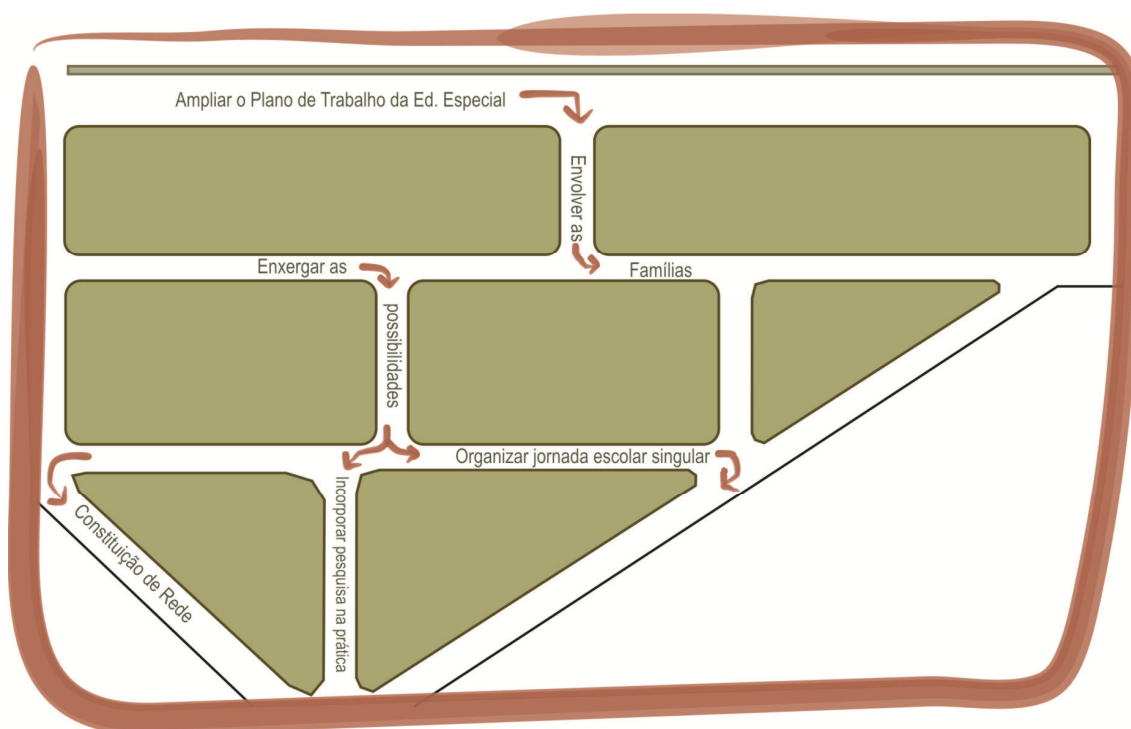 Ampliar o Plano de Trabalho da Ed. Especial
Envolver as
Famílias
Enxergar as
possibilidades
Organizar jornada escolar singular
Incorporar pesquisa na prática
Constituição de Rede